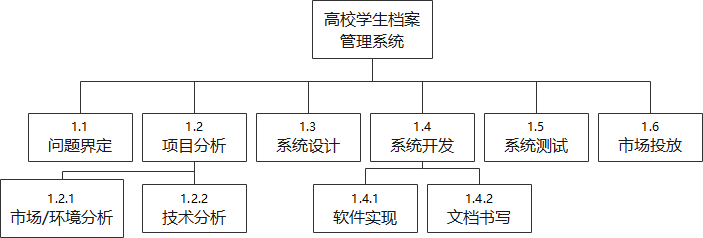 高校学生档案
管理系统
1.1
问题界定
1.2
项目分析
1.3
系统设计
1.4
系统开发
1.5
系统测试
1.6
市场投放
1.2.1
市场/环境分析
1.2.2
技术分析
1.4.1
软件实现
1.4.2
文档书写